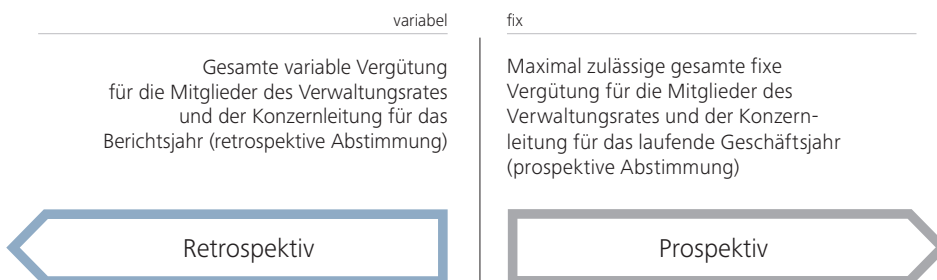 variabel
Gesamte variable Vergütung
für die Mitglieder des Verwaltungsrates
und der Konzernleitung für das
Berichtsjahr (retrospektive Abstimmung)
Retrospektiv
fix
Maximal zulässige gesamte fixe
Vergütung für die Mitglieder des
Verwaltungsrates und der Konzern-
leitung für das laufende Geschäftsjahr
(prospektive Abstimmung)
Prospektiv